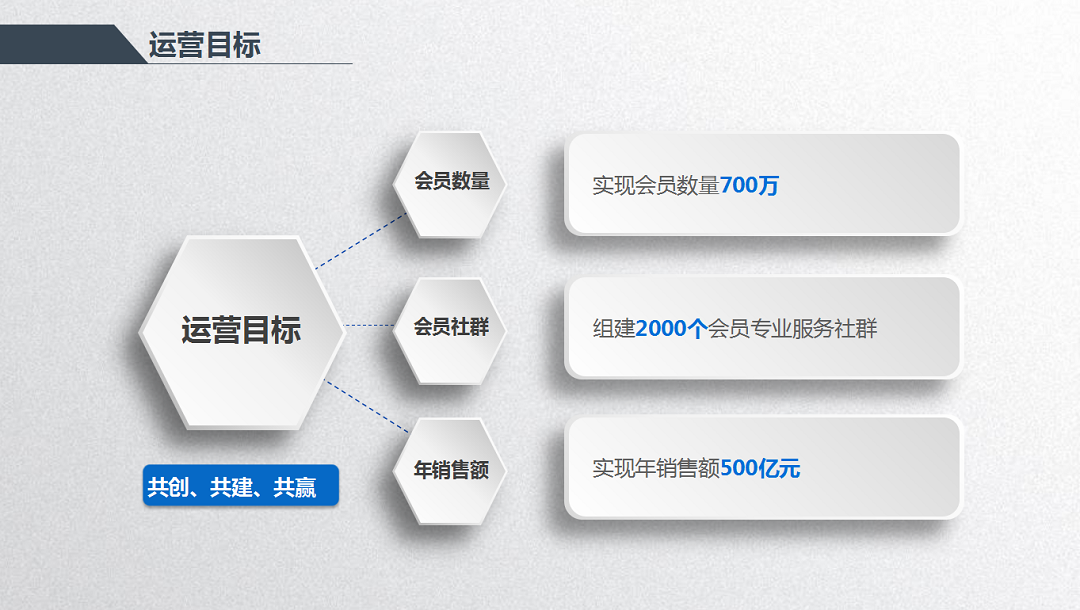 运营目标
会员数量
实现会员数量700万
运营目标
会员社群
组建2000个会员专业服务社群
年销售额
实现年销售额500亿元
共创、共建、共赢